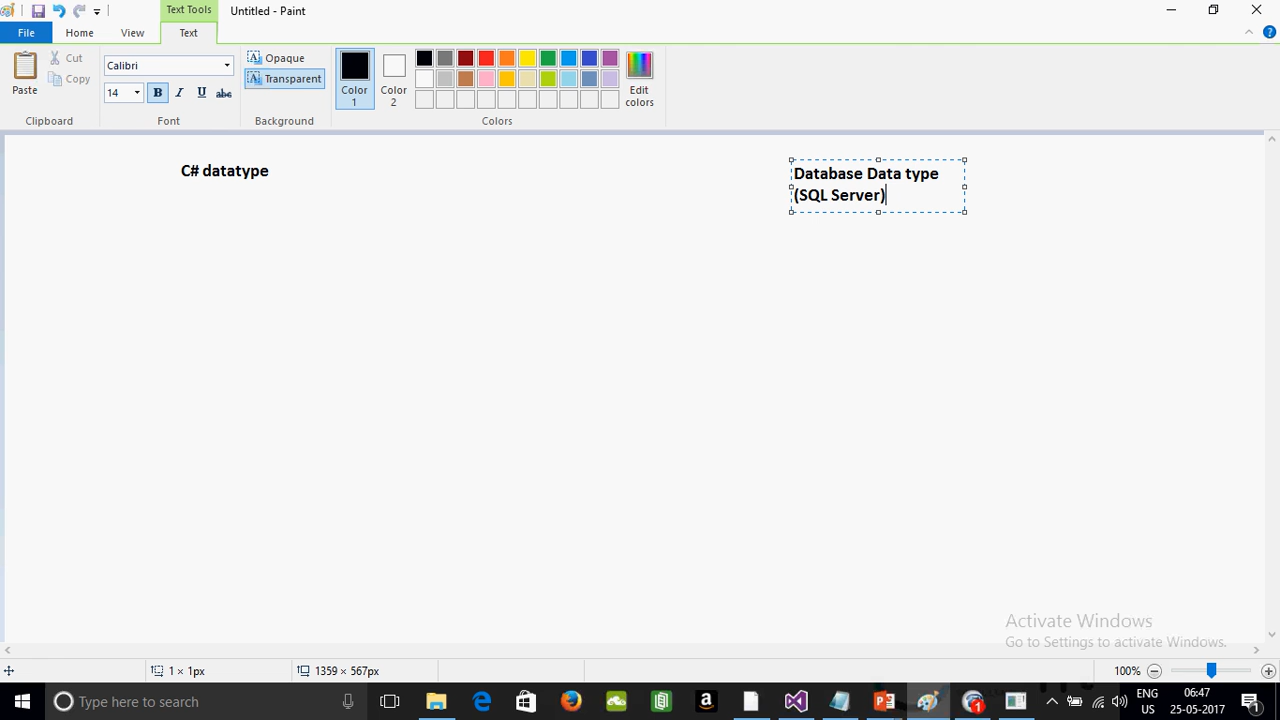 Text Tools
Untitled - Paint
File
Home
View
Text
Paste
Cut
Copy
Clipboard
Calibri
14
B
I
U
abc
Font
Opaque
Transparent
Background
Color
1
Color
2
Edit
colors
Colors
C# datatype
Database Data type
(SQL Server)
Activate Windows
Go to Settings to activate Windows.
1 × 1px
1359 × 567px
100%
Type here to search
ENG
US
06:47
25-05-2017